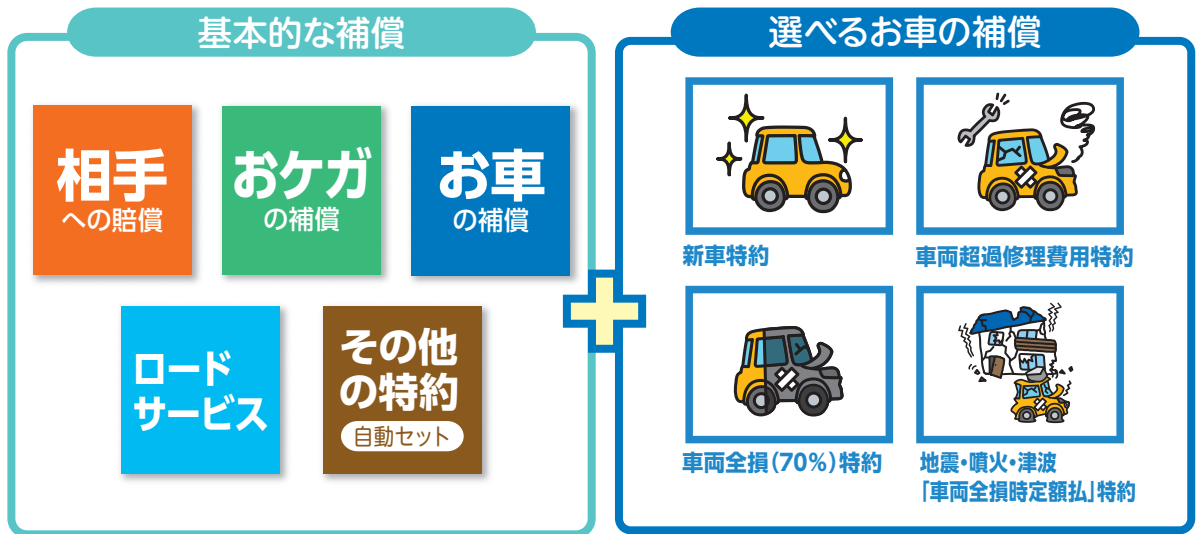 基本的な補償
相手
への賠償
おケガ
の補償
お車
の補償
ロード
サービス
その他
の特約
自動セット
選べるお車の補償
新車特約
車両超過修理費用特約
車両全損(70%)特約
地震・噴火・津波
「車両全損時定額払」特約